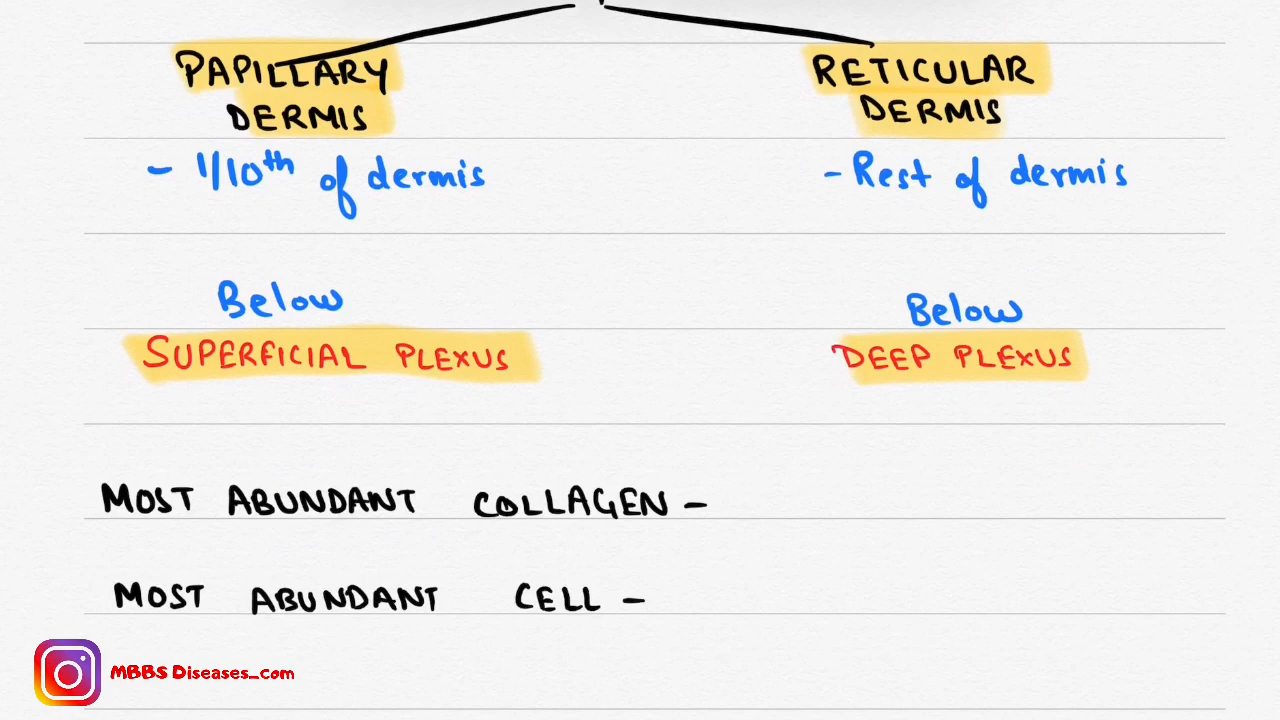 PAPILLARY
DERMIS
- 1/10th of dermis
Below
SUPERFICIAL PLEXUS
RETICULAR
DERMIS
- Rest of dermis
Below
DEEP PLEXUS
MOST ABUNDANT COLLAGEN -
MOST ABUNDANT CELL -
MBBS Diseases_com